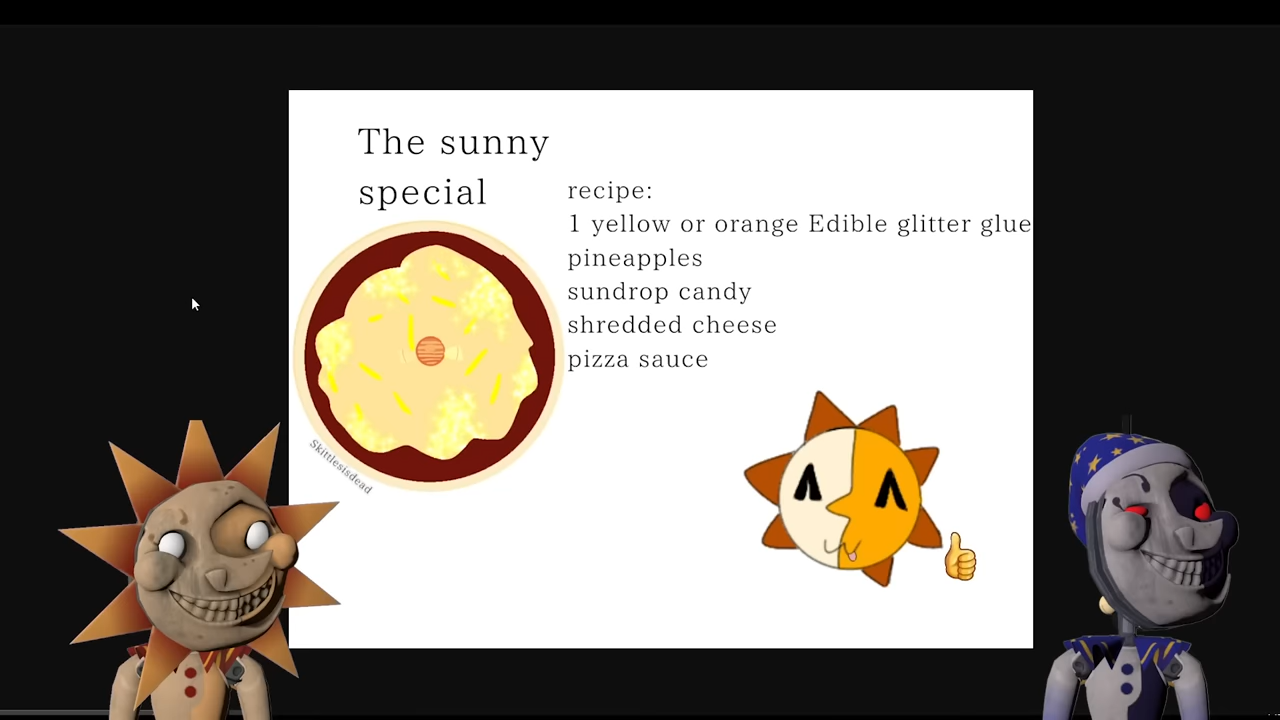 The sunny
special
recipe:
1 yellow or orange Edible glitter glue
pineapples
sundrop candy
shredded cheese
pizza sauce
Skittlesisdead